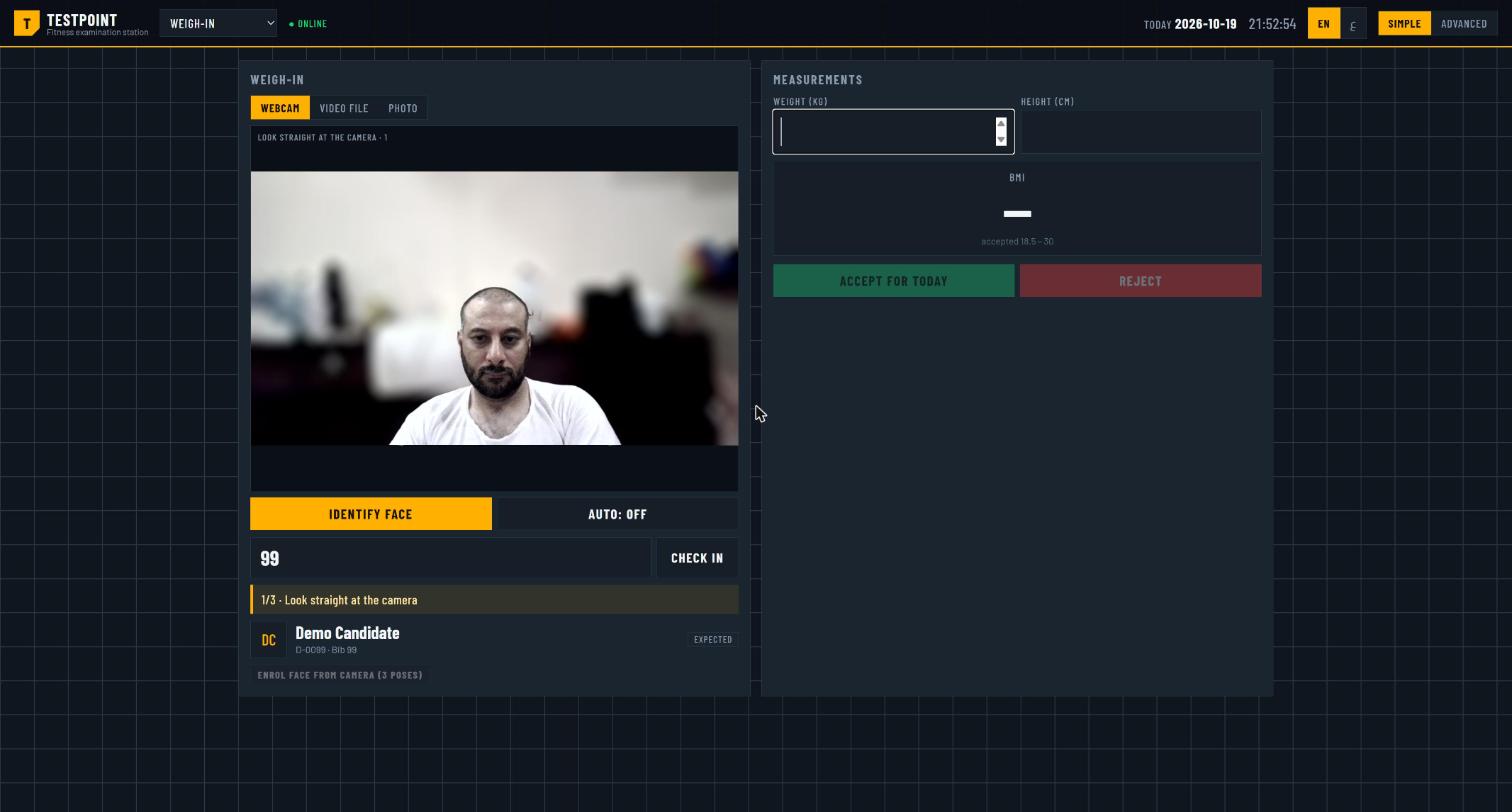 TESTPOINT
Fitness examination station
WEIGH-IN
ONLINE
TODAY 2026-10-19 21:52:54
EN
ع
SIMPLE
ADVANCED
WEIGH-IN
WEBCAM
VIDEO FILE
PHOTO
LOOK STRAIGHT AT THE CAMERA · 1
IDENTIFY FACE
AUTO: OFF
99
CHECK IN
1/3 · Look straight at the camera
DC
Demo Candidate
D-0099 · Bib 99
EXPECTED
ENROL FACE FROM CAMERA (3 POSES)
MEASUREMENTS
WEIGHT (KG)
HEIGHT (CM)
BMI
—
accepted 18.5 – 30
ACCEPT FOR TODAY
REJECT